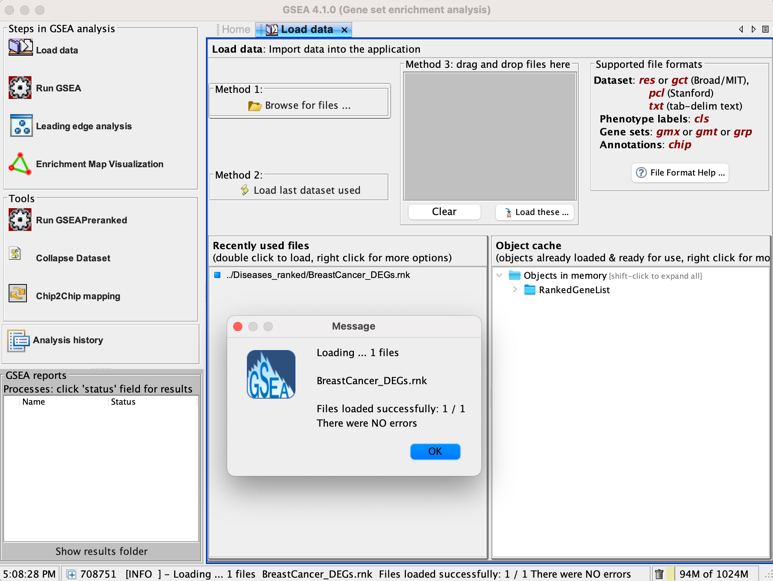 GSEA 4.1.0 (Gene set enrichment analysis)
Steps in GSEA analysis
Load data
Run GSEA
Leading edge analysis
Enrichment Map Visualization
Tools
Run GSEAPreranked
Collapse Dataset
Chip2Chip mapping
Analysis history
GSEA reports
Processes: click 'status' field for results
Name Status
Show results folder
Home Load data ×
Load data: Import data into the application
Method 1:
Browse for files ...
Method 2:
Load last dataset used
Method 3: drag and drop files here
Clear Load these ...
Supported file formats
Dataset: res or gct (Broad/MIT),
pcl (Stanford)
txt (tab-delim text)
Phenotype labels: cls
Gene sets: gmx or gmt or grp
Annotations: chip
File Format Help ...
Recently used files
(double click to load, right click for more options)
../Diseases_ranked/BreastCancer_DEGs.rnk
Object cache
(objects already loaded & ready for use, right click for mo
Objects in memory [shift-click to expand all]
RankedGeneList
Message
GSEA
Loading ... 1 files
BreastCancer_DEGs.rnk
Files loaded successfully: 1 / 1
There were NO errors
OK
5:08:28 PM 708751 [INFO ] - Loading ... 1 files BreastCancer_DEGs.rnk Files loaded successfully: 1 / 1 There were NO errors 94M of 1024M